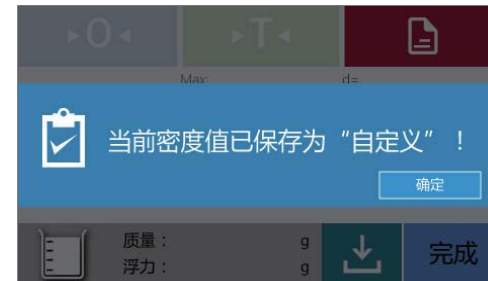 ►0◄ ►T◄
Max: d=
当前密度值已保存为“自定义”！
确定
质量： g
浮力： g
完成